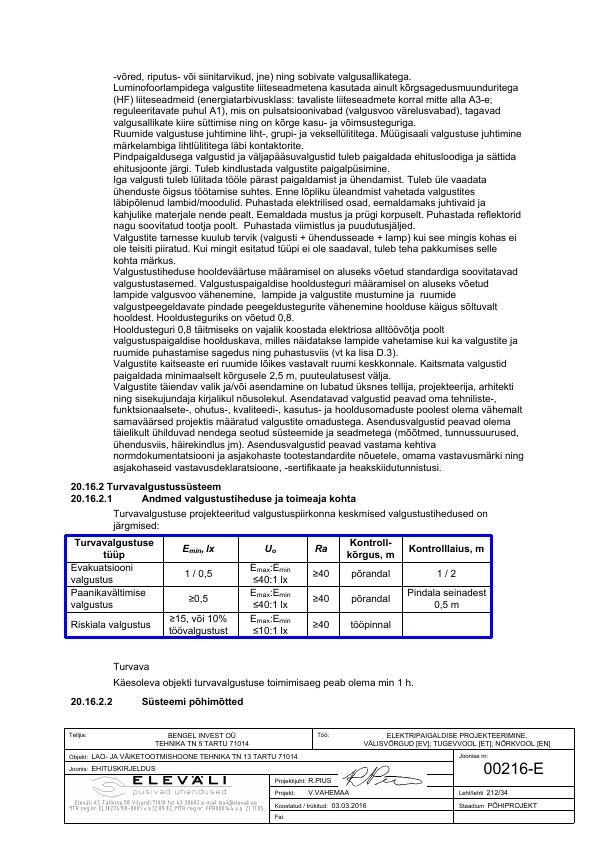 -võred, riputus- või siinitarvikud, jne) ning sobivate valgusallikatega.
Luminofoorlampidega valgustite liiteseadmetena kasutada ainult kõrgsagedusmuunduritega
(HF) liiteseadmeid (energiatarbivusklass: tavaliste liiteseadmete korral mitte alla A3-e;
reguleeritavate puhul A1), mis on pulsatsioonivabad (valgusvoo värelusvabad), tagavad
valgusallikate kiire süttimise ning on kõrge kasu- ja võimsusteguriga.
Ruumide valgustuse juhtimine liht-, grupi- ja veksellülititega. Müügisaali valgustuse juhtimine
märkelambiga lihtlülititega läbi kontaktorite.
Pindpaigaldusega valgustid ja väljapääsuvalgustid tuleb paigaldada ehitusloodiga ja sättida
ehitusjoonte järgi. Tuleb kindlustada valgustite paigalpüsimine.
Iga valgusti tuleb lülitada tööle pärast paigaldamist ja ühendamist. Tuleb üle vaadata
ühenduste õigsus töötamise suhtes. Enne lõpliku üleandmist vahetada valgustites
läbipõlenud lambid/moodulid. Puhastada elektrilised osad, eemaldamaks juhtivaid ja
kahjulike materjale nende pealt. Eemaldada mustus ja prügi korpuselt. Puhastada reflektorid
nagu soovitatud tootja poolt.  Puhastada viimistlus ja puudutusjäljed.
Valgustite tarnesse kuulub tervik (valgusti + ühendusseade + lamp) kui see mingis kohas ei
ole teisiti piiratud. Kui mingit esitatud tüüpi ei ole saadaval, tuleb teha pakkumises selle
kohta märkus.
Valgustustiheduse hooldeväärtuse määramisel on aluseks võetud standardiga soovitatavad
valgustustasemed. Valgustuspaigaldise hooldusteguri määramisel on aluseks võetud
lampide valgusvoo vähenemine,  lampide ja valgustite mustumine ja  ruumide
valgustpeegeldavate pindade peegeldustegurite vähenemine hoolduse käigus sõltuvalt
hooldest. Hooldusteguriks on võetud 0,8.
Hooldusteguri 0,8 täitmiseks on vajalik koostada elektriosa alltöövõtja poolt
valgustuspaigaldise hoolduskava, milles näidatakse lampide vahetamise kui ka valgustite ja
ruumide puhastamise sagedus ning puhastusviis (vt ka lisa D.3).
Valgustite kaitseaste eri ruumide lõikes vastavalt ruumi keskkonnale. Kaitsmata valgustid
paigaldada minimaalselt kõrgusele 2,5 m, puuteulatusest välja.
Valgustite täiendav valik ja/või asendamine on lubatud üksnes tellija, projekteerija, arhitekti
ning sisekujundaja kirjalikul nõusolekul. Asendatavad valgustid peavad oma tehniliste-,
funktsionaalsete-, ohutus-, kvaliteedi-, kasutus- ja hooldusomaduste poolest olema vähemalt
samaväärsed projektis määratud valgustite omadustega. Asendusvalgustid peavad olema
täielikult ühilduvad nendega seotud süsteemide ja seadmetega (mõõtmed, tunnussuurused,
ühendusviis, häirekindlus jm). Asendusvalgustid peavad vastama kehtiva
normdokumentatsiooni ja asjakohaste tootestandardite nõuetele, omama vastavusmärki ning
asjakohaseid vastavusdeklaratsioone, -sertifikaate ja heakskiidutunnistusi.
20.16.2 Turvavalgustussüsteem
20.16.2.1 Andmed valgustustiheduse ja toimeaja kohta
Turvavalgustuse projekteeritud valgustuspiirkonna keskmised valgustustihedused on
järgmised:
Turvavalgustuse tüüp | Emin, lx | Uo | Ra | Kontroll-kõrgus, m | Kontrolllaius, m
Evakuatsiooni valgustus | 1 / 0,5 | Emax:Emin ≤40:1 lx | ≥40 | põrandal | 1 / 2
Paanikavältimise valgustus | ≥0,5 | Emax:Emin ≤40:1 lx | ≥40 | põrandal | Pindala seinadest 0,5 m
Riskiala valgustus | ≥15, või 10% töövalgustust | Emax:Emin ≤10:1 lx | ≥40 | tööpinnal
Turvava
Käesoleva objekti turvavalgustuse toimimisaeg peab olema min 1 h.
20.16.2.2 Süsteemi põhimõtted
Tellija: BENGEL INVEST OÜ
TEHNIKA TN 5 TARTU 71014
Töö: ELEKTRIPAIGALDISE PROJEKTEERIMINE.
VÄLISVÕRGUD [EV]; TUGEVVOOL [ET]; NÕRKVOOL [EN]
Objekt: LAO- JA VÄIKETOOTMISHOONE TEHNIKA TN 13 TARTU 71014
Joonis: EHITUSKIRJELDUS
Joonise nr:
00216-E
ELEVÄLI
pusivad ühendused
Projektijuht: R.PIUS
Projekt: V.VAHEMAA
Koostatud / trükitud: 03.03.2016
Fail:
Leht/lehti 212/34
Staadium PÕHIPROJEKT